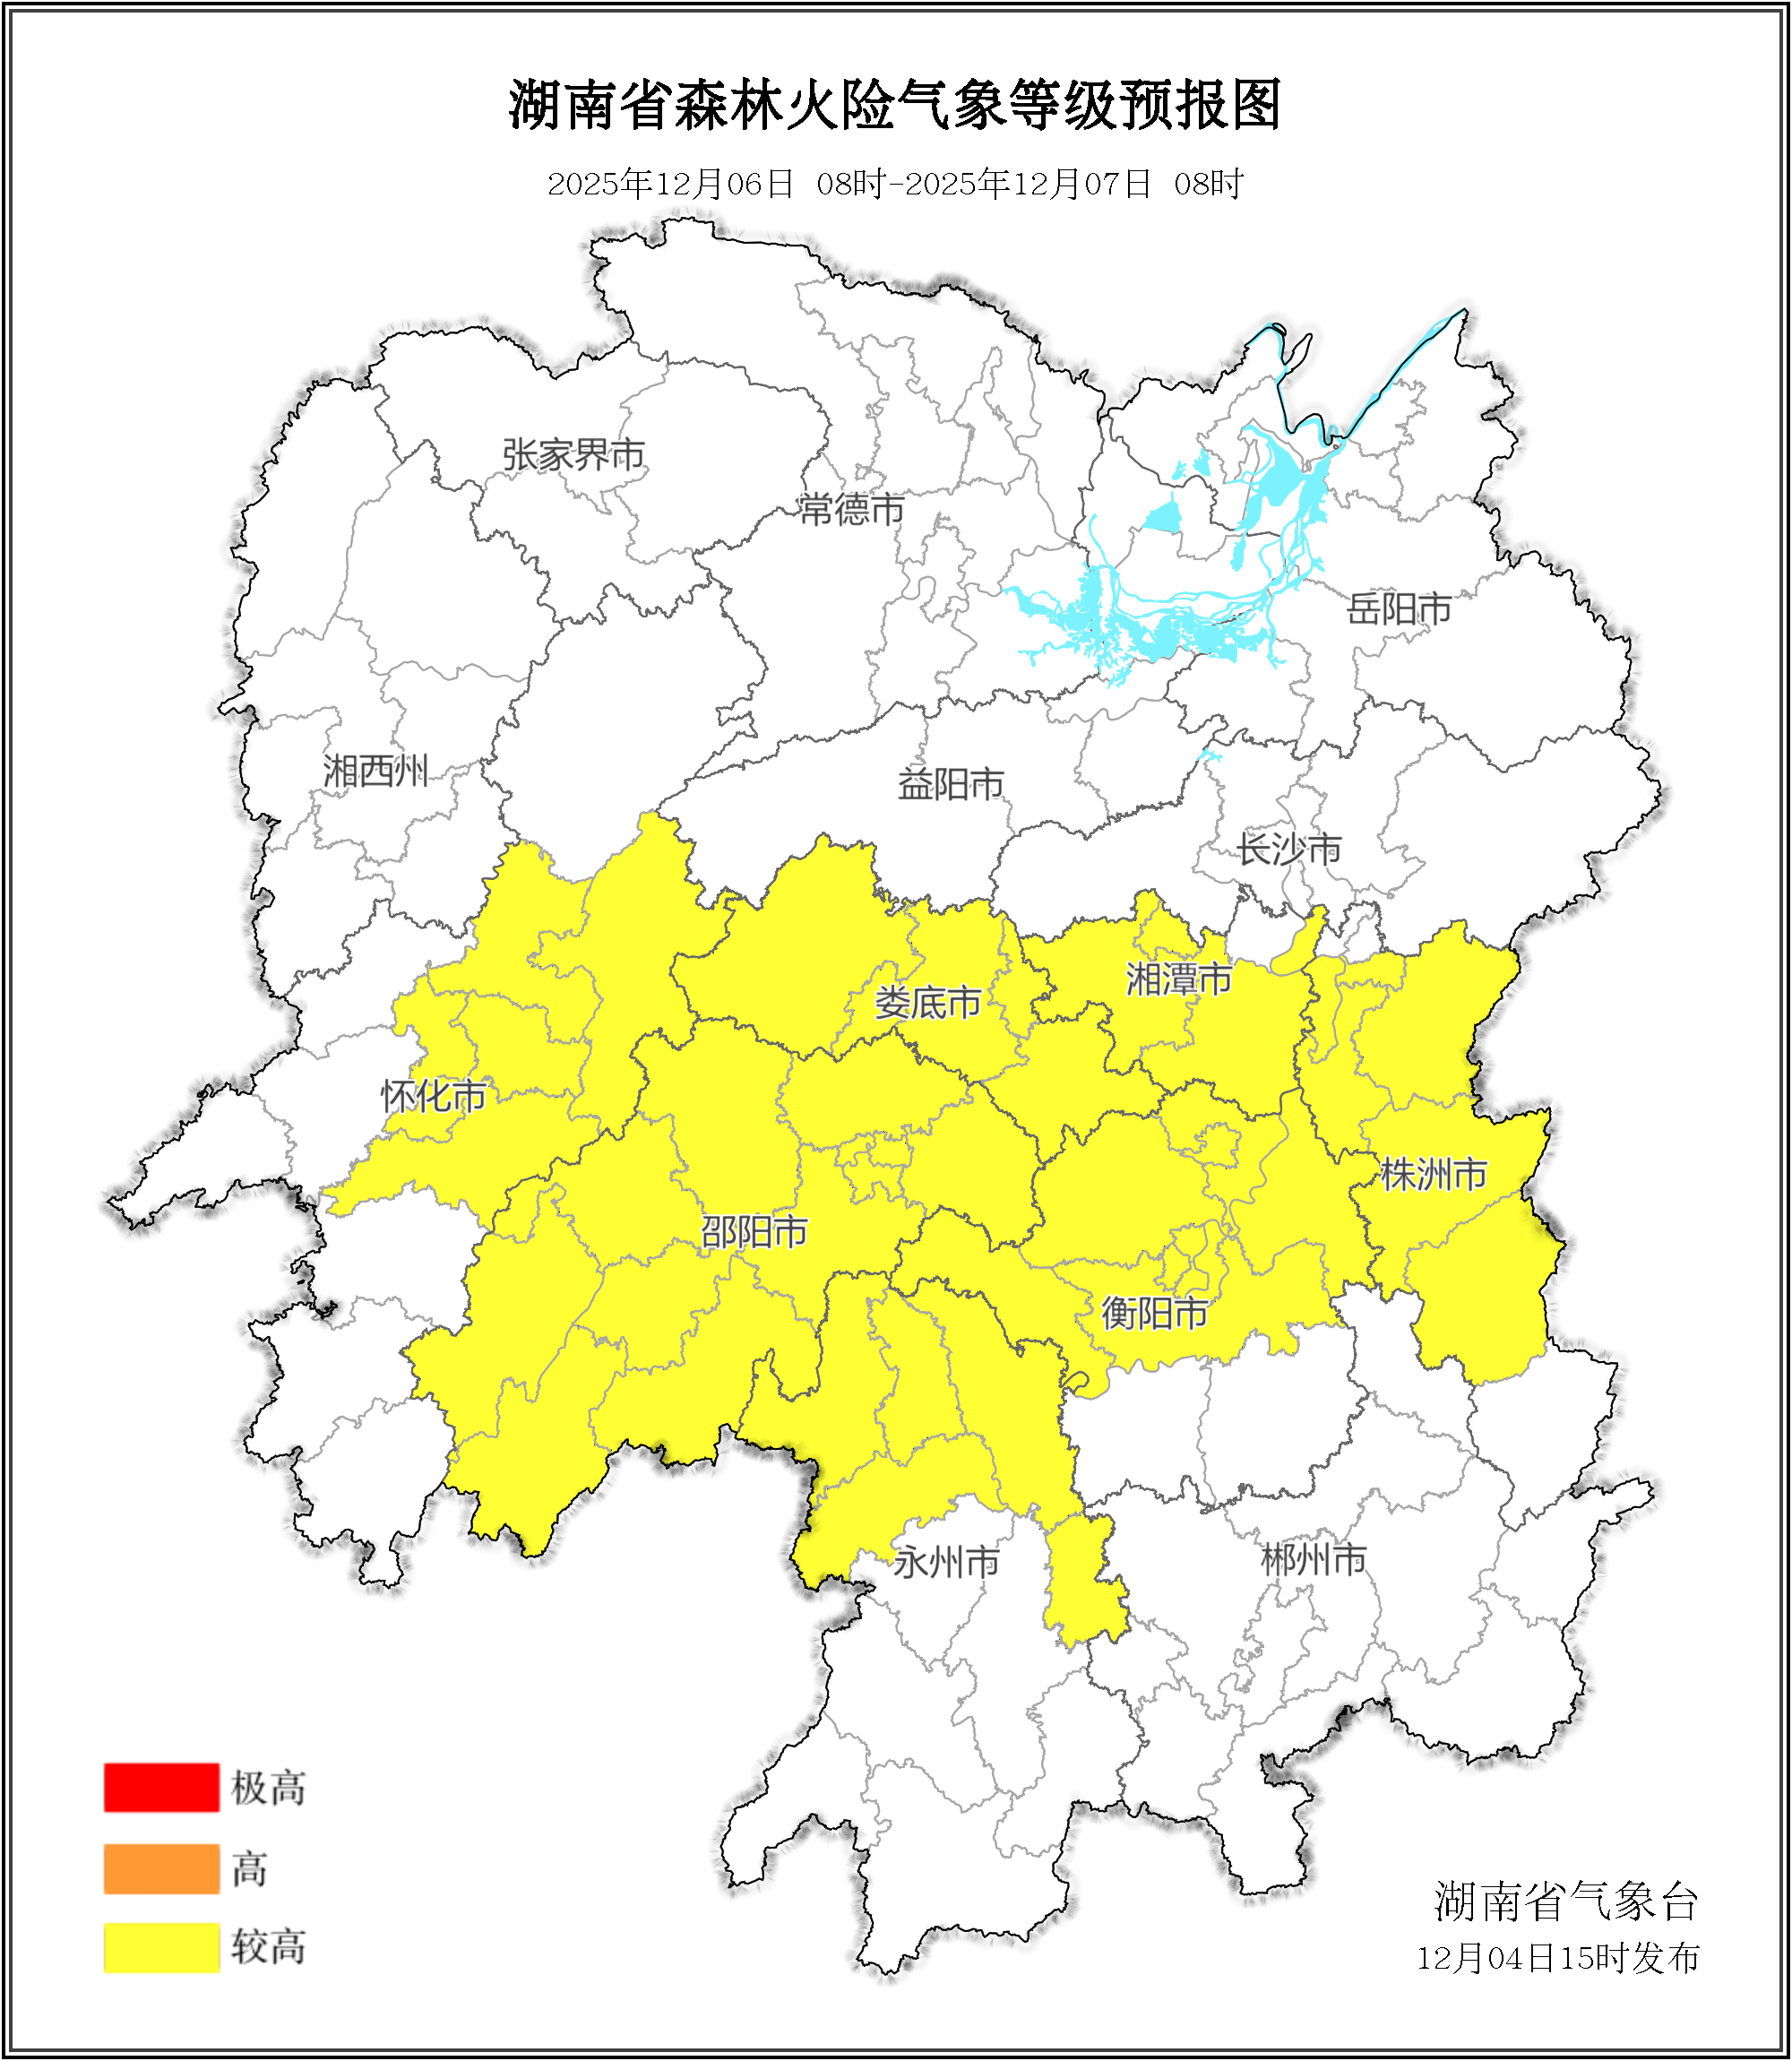 湖南省森林火险气象等级预报图
2025年12月06日 08时-2025年12月07日 08时
张家界市
常德市
岳阳市
湘西州
益阳市
长沙市
湘潭市
娄底市
怀化市
株洲市
邵阳市
衡阳市
永州市
郴州市
极高
高
较高
湖南省气象台
12月04日15时发布